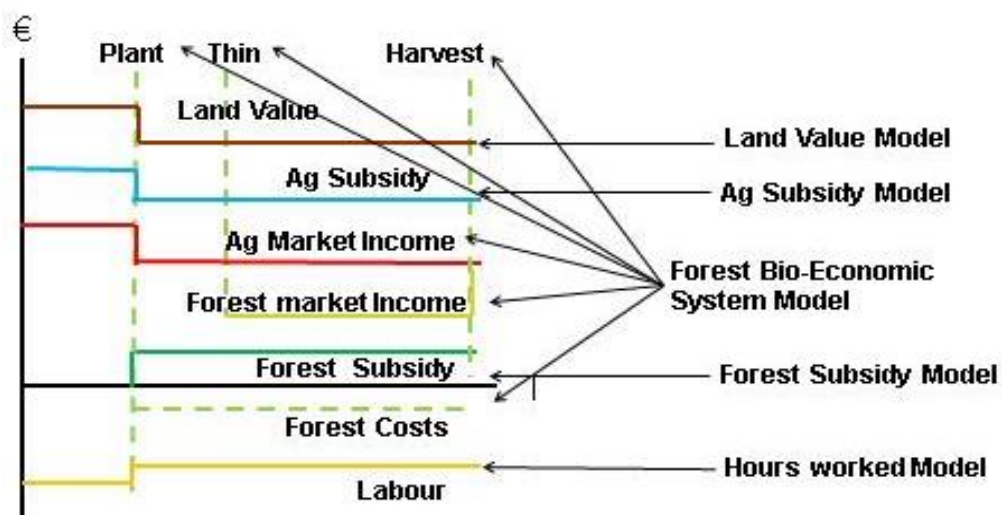 €
Plant Thin Harvest
Land Value
Land Value Model
Ag Subsidy
Ag Subsidy Model
Ag Market Income
Forest Bio-Economic
System Model
Forest market Income
Forest Subsidy
Forest Subsidy Model
Forest Costs
Hours worked Model
Labour